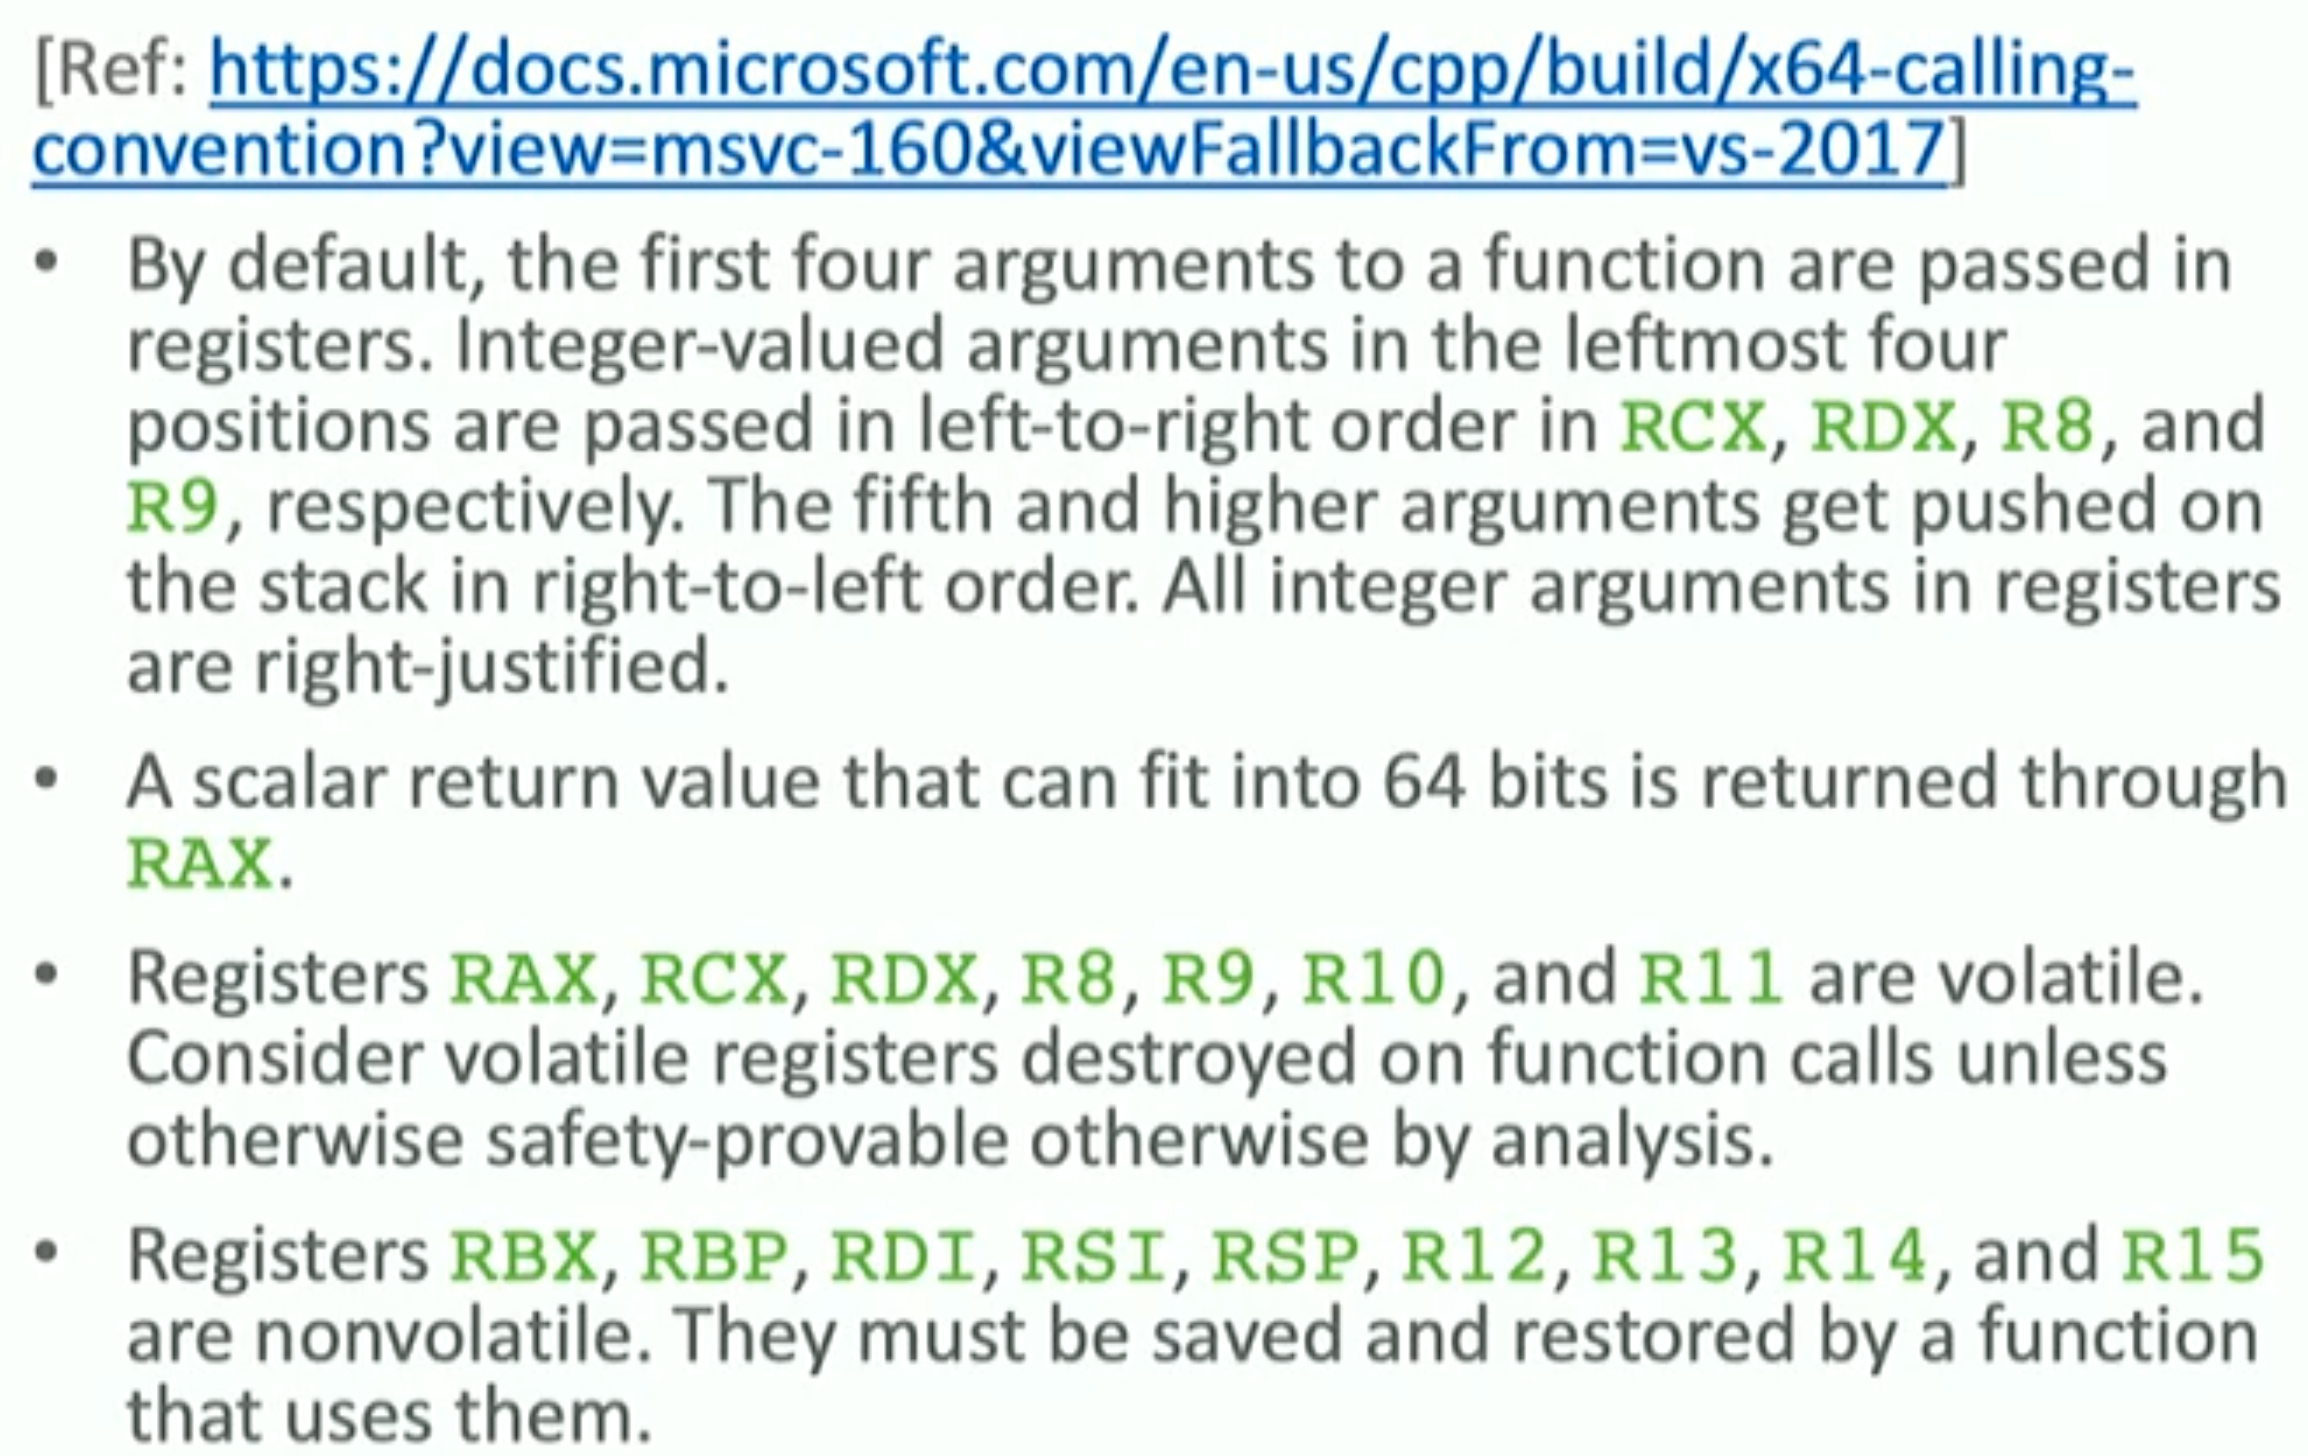 [Ref: https://docs.microsoft.com/en-us/cpp/build/x64-calling-
convention?view=msvc-160&viewFallbackFrom=vs-2017]
• By default, the first four arguments to a function are passed in
registers. Integer-valued arguments in the leftmost four
positions are passed in left-to-right order in RCX, RDX, R8, and
R9, respectively. The fifth and higher arguments get pushed on
the stack in right-to-left order. All integer arguments in registers
are right-justified.
• A scalar return value that can fit into 64 bits is returned through
RAX.
• Registers RAX, RCX, RDX, R8, R9, R10, and R11 are volatile.
Consider volatile registers destroyed on function calls unless
otherwise safety-provable otherwise by analysis.
• Registers RBX, RBP, RDI, RSI, RSP, R12, R13, R14, and R15
are nonvolatile. They must be saved and restored by a function
that uses them.